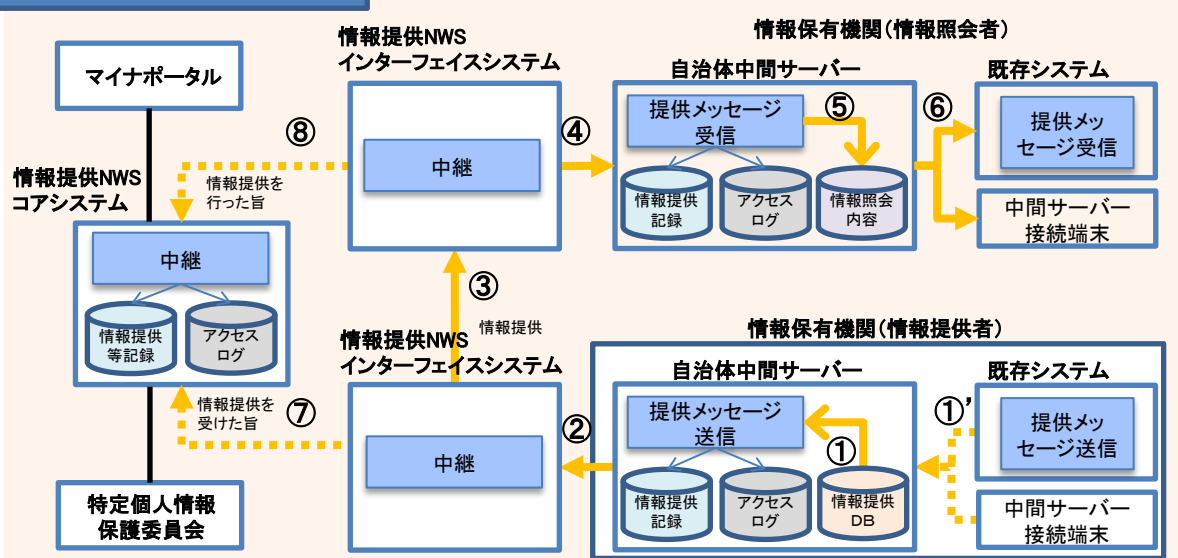 マイナポータル
情報提供NWS
コアシステム
中継
情報提供
等記録
アクセス
ログ
特定個人情報
保護委員会
⑧
情報提供を
行った旨
情報提供を
受けた旨
⑦
情報提供NWS
インターフェイスシステム
中継
③
情報提供
情報提供NWS
インターフェイスシステム
中継
④
②
情報保有機関(情報照会者)
自治体中間サーバー
提供メッセージ
受信
⑤
情報提供
記録
アクセス
ログ
情報照会
内容
⑥
既存システム
提供メッ
セージ受信
中間サーバー
接続端末
情報保有機関(情報提供者)
自治体中間サーバー
提供メッセージ
送信
①
情報提供
記録
アクセス
ログ
情報提供
DB
①’
既存システム
提供メッ
セージ送信
中間サーバー
接続端末